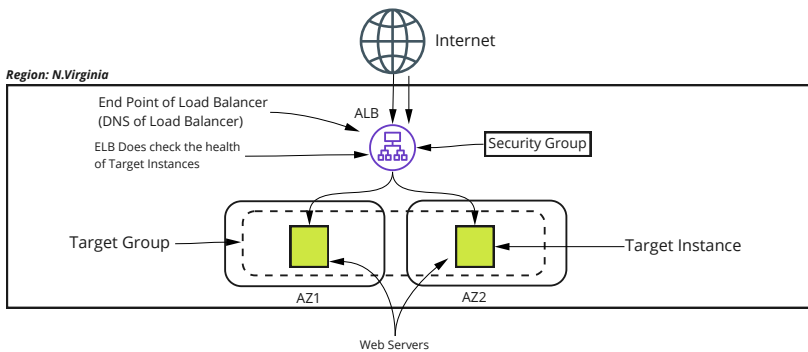 Internet
Region: N.Virginia
End Point of Load Balancer
(DNS of Load Balancer)
ALB
ELB Does check the health
of Target Instances
Security Group
Target Group
Target Instance
AZ1
AZ2
Web Servers